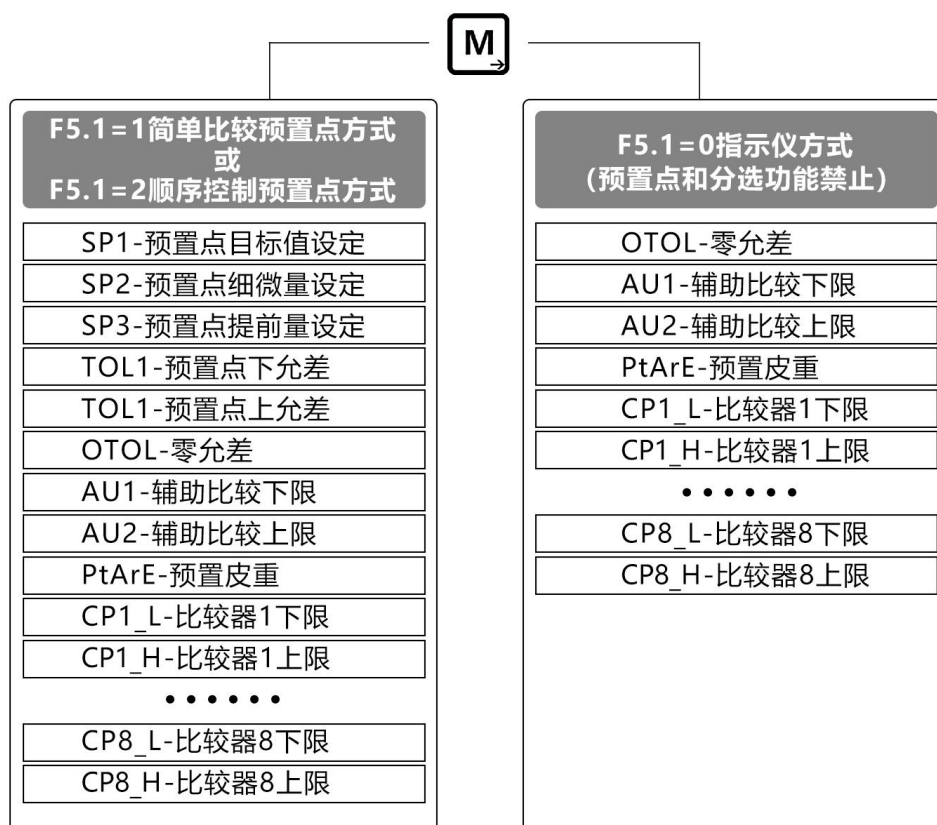 M
F5.1=1简单比较预置点方式
或
F5.1=2顺序控制预置点方式
SP1-预置点目标值设定
SP2-预置点细微量设定
SP3-预置点提前量设定
TOL1-预置点下允差
TOL1-预置点上允差
OTOL-零允差
AU1-辅助比较下限
AU2-辅助比较上限
PtArE-预置皮重
CP1_L-比较器1下限
CP1_H-比较器1上限
••••••
CP8_L-比较器8下限
CP8_H-比较器8上限
F5.1=0指示仪方式
(预置点和分选功能禁止)
OTOL-零允差
AU1-辅助比较下限
AU2-辅助比较上限
PtArE-预置皮重
CP1_L-比较器1下限
CP1_H-比较器1上限
••••••
CP8_L-比较器8下限
CP8_H-比较器8上限